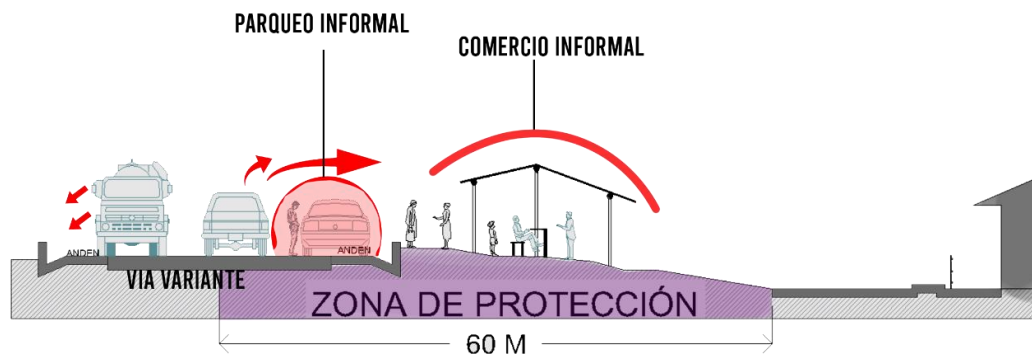 PARQUEO INFORMAL
COMERCIO INFORMAL
ANDEN
ANDEN
VIA VARIANTE
ZONA DE PROTECCIÓN
60 M